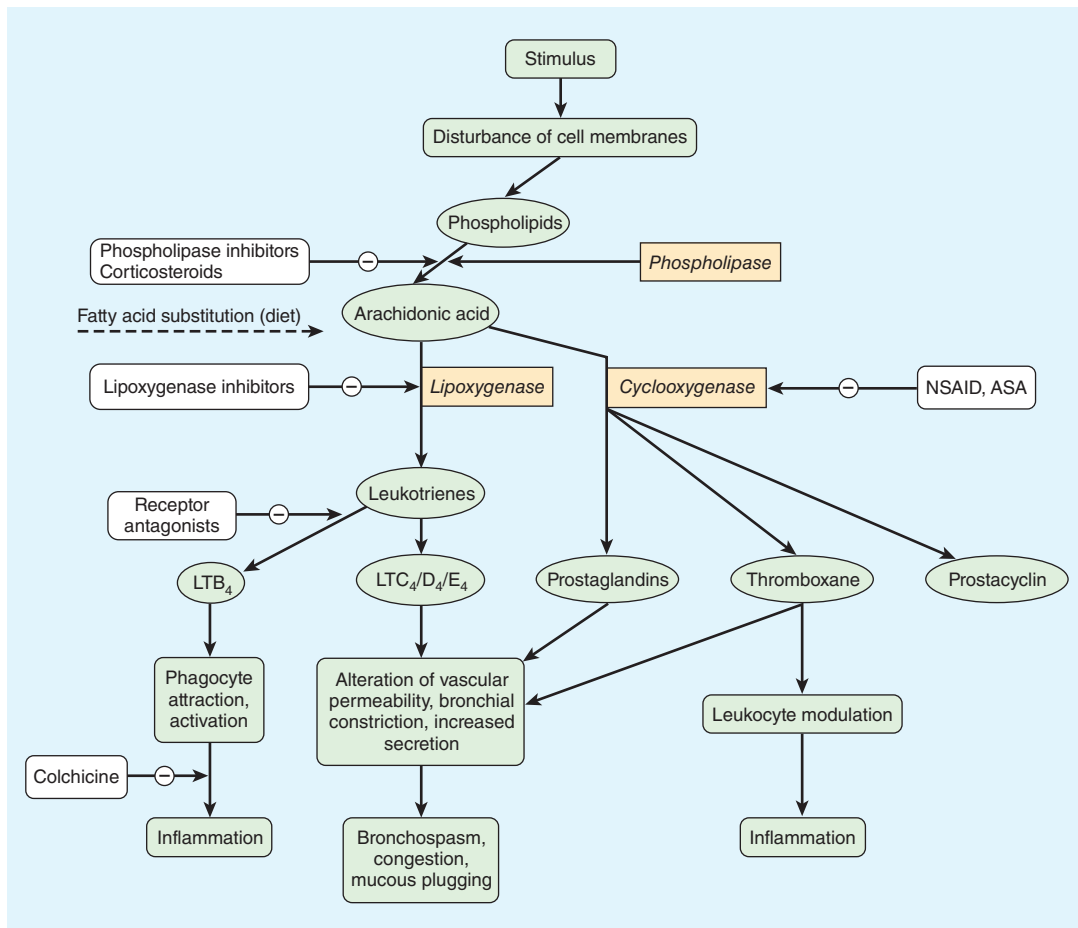 Stimulus
Disturbance of cell membranes
Phospholipids
Phospholipase inhibitors
Corticosteroids
−
Phospholipase
Arachidonic acid
Fatty acid substitution (diet)
Lipoxygenase inhibitors
−
Lipoxygenase
Cyclooxygenase
−
NSAID, ASA
Leukotrienes
Receptor
antagonists
−
LTB₄
LTC₄/D₄/E₄
Prostaglandins
Thromboxane
Prostacyclin
Phagocyte
attraction,
activation
Alteration of vascular
permeability, bronchial
constriction, increased
secretion
Leukocyte modulation
Colchicine
−
Inflammation
Bronchospasm,
congestion,
mucous plugging
Inflammation